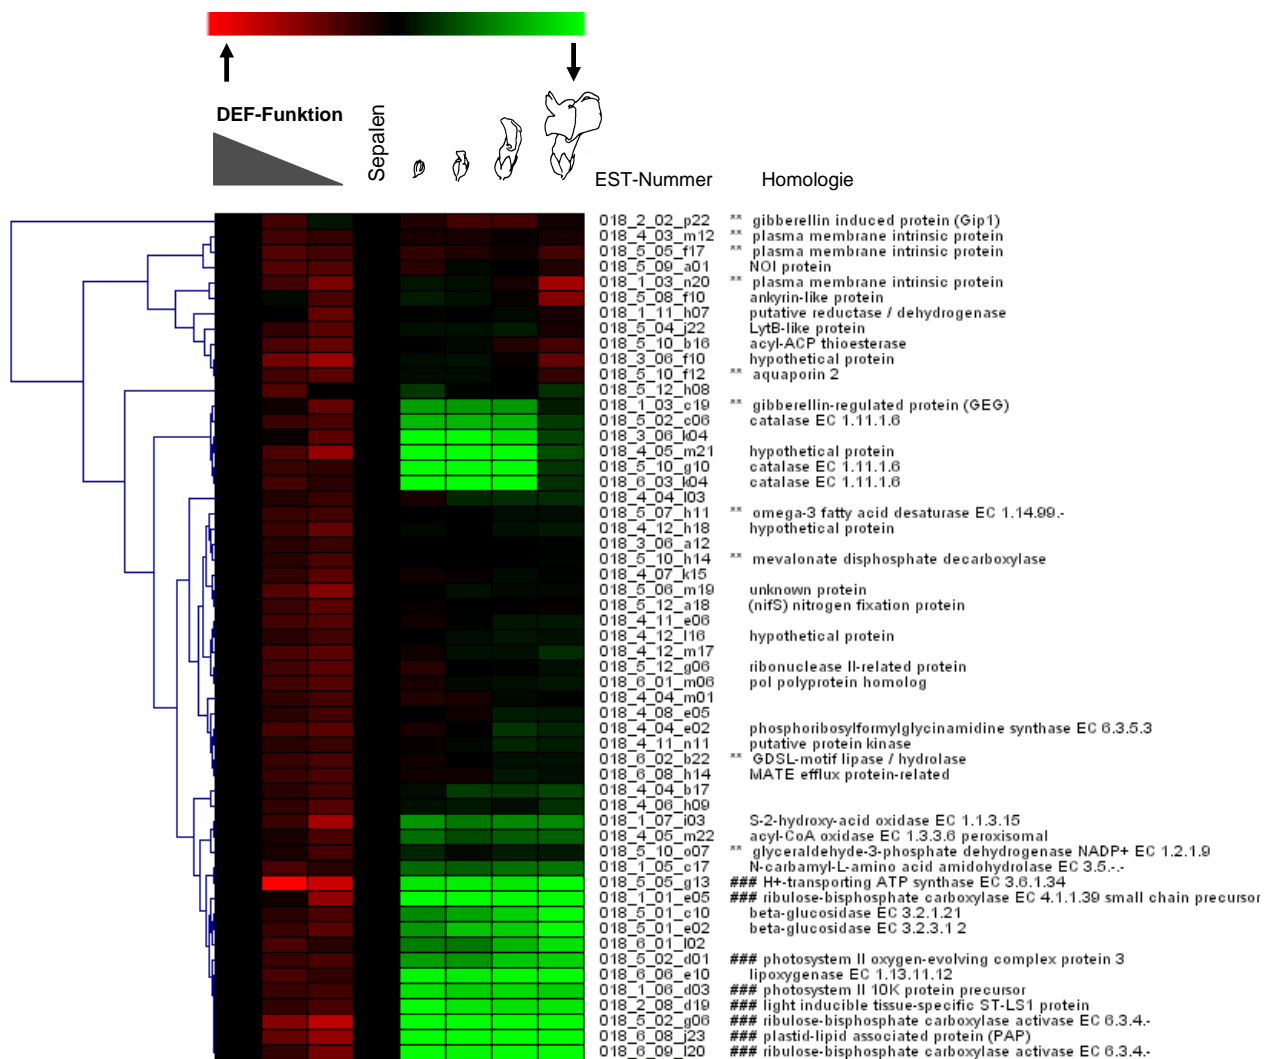 DEF-Funktion
Sepalen
EST-Nummer Homologie
018_2_02_p22 ** gibberellin induced protein (Gip1)
018_4_03_m12 ** plasma membrane intrinsic protein
018_5_05_f17 ** plasma membrane intrinsic protein
018_5_09_a01 NOI protein
018_1_03_n20 ** plasma membrane intrinsic protein
018_5_08_f10 ankyrin-like protein
018_1_11_h07 putative reductase / dehydrogenase
018_5_04_j22 LytB-like protein
018_5_10_b16 acyl-ACP thioesterase
018_3_06_f10 hypothetical protein
018_5_10_f12 ** aquaporin 2
018_5_12_h08
018_1_03_c19 ** gibberellin-regulated protein (GEG)
018_5_02_c06 catalase EC 1.11.1.6
018_3_06_k04
018_4_05_m21 hypothetical protein
018_5_10_g10 catalase EC 1.11.1.6
018_6_03_k04 catalase EC 1.11.1.6
018_4_04_l03
018_5_07_h11 ** omega-3 fatty acid desaturase EC 1.14.99.-
018_4_12_h18 hypothetical protein
018_3_06_a12
018_5_10_h14 ** mevalonate disphosphate decarboxylase
018_4_07_k15
018_5_06_m19 unknown protein
018_5_12_a18 (nifS) nitrogen fixation protein
018_4_11_e06
018_4_12_l16 hypothetical protein
018_4_12_m17
018_5_12_g06 ribonuclease II-related protein
018_6_01_m06 pol polyprotein homolog
018_4_04_m01
018_4_08_e05
018_4_04_e02 phosphoribosylformylglycinamidine synthase EC 6.3.5.3
018_4_11_n11 putative protein kinase
018_6_02_b22 ** GDSL-motif lipase / hydrolase
018_6_08_h14 MATE efflux protein-related
018_4_04_b17
018_4_06_h09
018_1_07_i03 S-2-hydroxy-acid oxidase EC 1.1.3.15
018_4_05_m22 acyl-CoA oxidase EC 1.3.3.6 peroxisomal
018_5_10_o07 ** glyceraldehyde-3-phosphate dehydrogenase NADP+ EC 1.2.1.9
018_1_05_c17 N-carbamyl-L-amino acid amidohydrolase EC 3.5.-.-
018_5_05_g13 ### H+-transporting ATP synthase EC 3.6.1.34
018_1_01_e05 ### ribulose-bisphosphate carboxylase EC 4.1.1.39 small chain precursor
018_5_01_c10 beta-glucosidase EC 3.2.1.21
018_5_01_e02 beta-glucosidase EC 3.2.3.1 2
018_6_01_l02
018_5_02_d01 ### photosystem II oxygen-evolving complex protein 3
018_6_06_e10 lipoxygenase EC 1.13.11.12
018_1_06_d03 ### photosystem II 10K protein precursor
018_2_08_d19 ### light inducible tissue-specific ST-LS1 protein
018_5_02_g06 ### ribulose-bisphosphate carboxylase activase EC 6.3.4.-
018_6_08_j23 ### plastid-lipid associated protein (PAP)
018_6_09_l20 ### ribulose-bisphosphate carboxylase activase EC 6.3.4.-